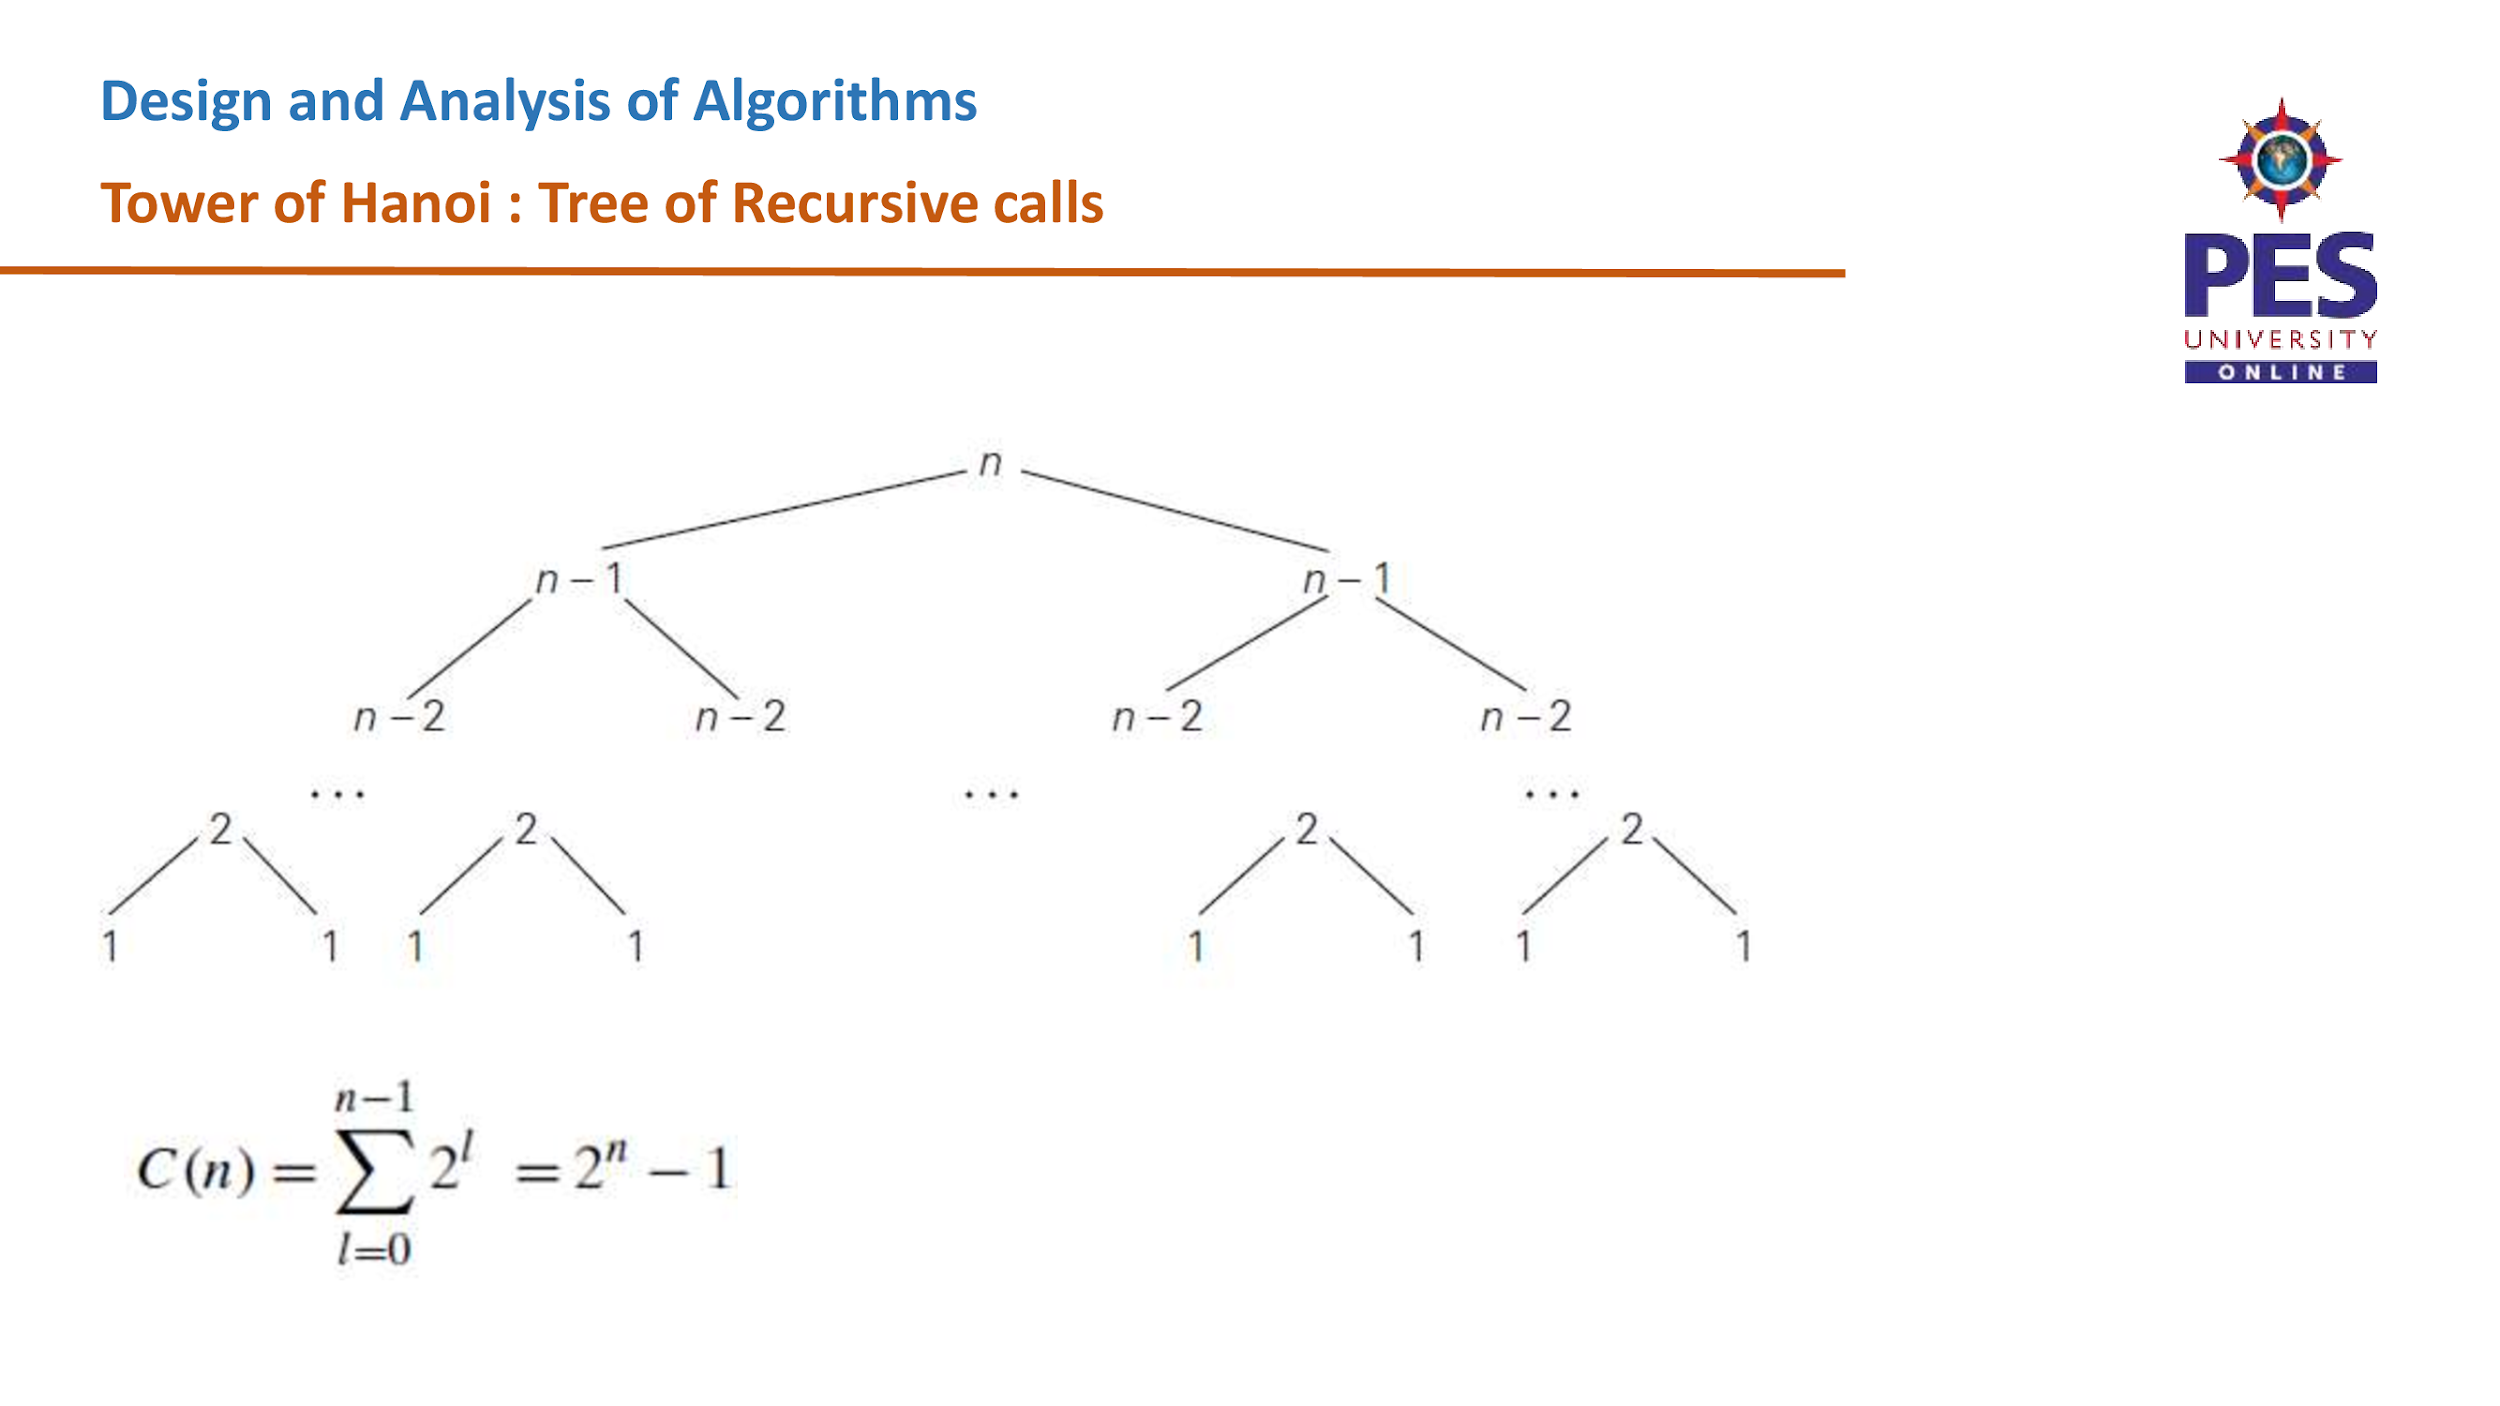 Design and Analysis of Algorithms
Tower of Hanoi : Tree of Recursive calls
PES
UNIVERSITY
ONLINE
n
n – 1 n – 1
n – 2 n – 2 n – 2 n – 2
... ... ...
2 2 2 2
1 1 1 1 1 1 1 1
n−1
C(n) = ∑ 2^l = 2^n − 1
l=0